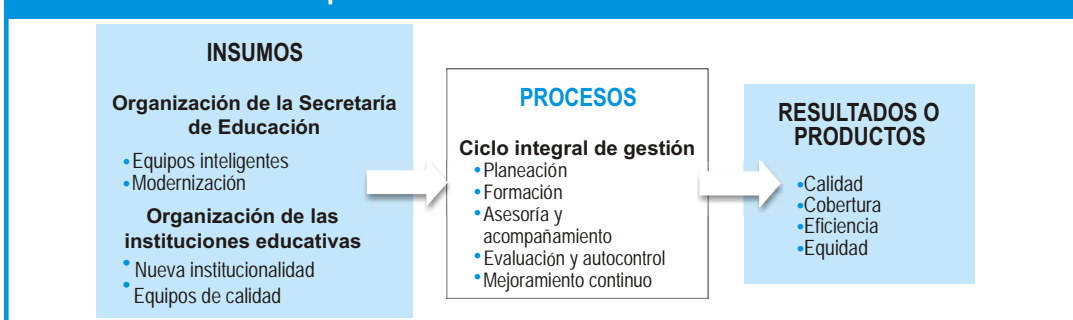 INSUMOS
Organización de la Secretaría
de Educación
•Equipos inteligentes
•Modernización
Organización de las
instituciones educativas
• Nueva institucionalidad
• Equipos de calidad
PROCESOS
Ciclo integral de gestión
•Planeación
•Formación
•Asesoría y
acompañamiento
•Evaluación y autocontrol
•Mejoramiento continuo
RESULTADOS O
PRODUCTOS
•Calidad
•Cobertura
•Eficiencia
•Equidad